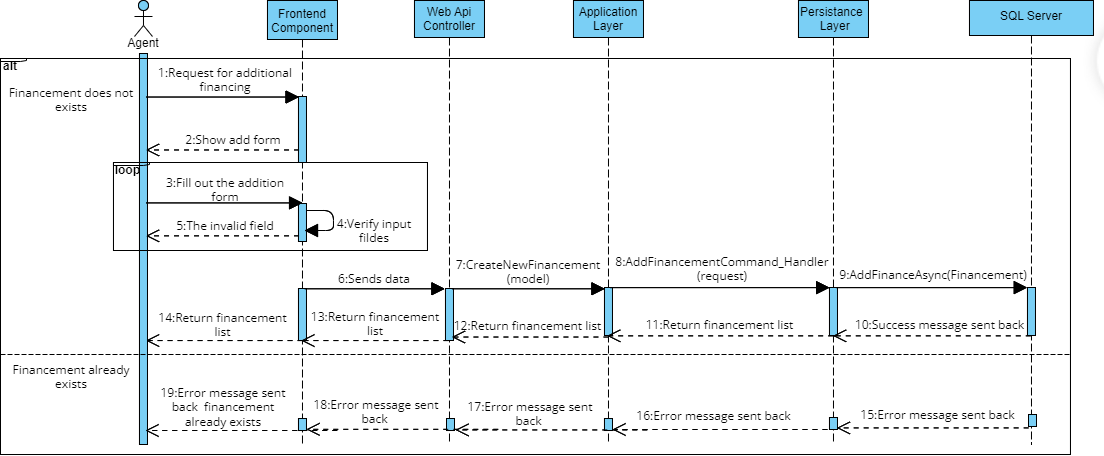 Agent
Frontend
Component
Web Api
Controller
Application
Layer
Persistance
Layer
SQL Server
alt
Financement does not
exists
1:Request for additional
financing
2:Show add form
loop
3:Fill out the addition
form
4:Verify input
fildes
5:The invalid field
6:Sends data
7:CreateNewFinancement
(model)
8:AddFinancementCommand_Handler
(request)
9:AddFinanceAsync(Financement)
10:Success message sent back
11:Return financement list
12:Return financement list
13:Return financement
list
14:Return financement
list
Financement already
exists
15:Error message sent back
16:Error message sent back
17:Error message sent
back
18:Error message sent
back
19:Error message sent
back financement
already exists